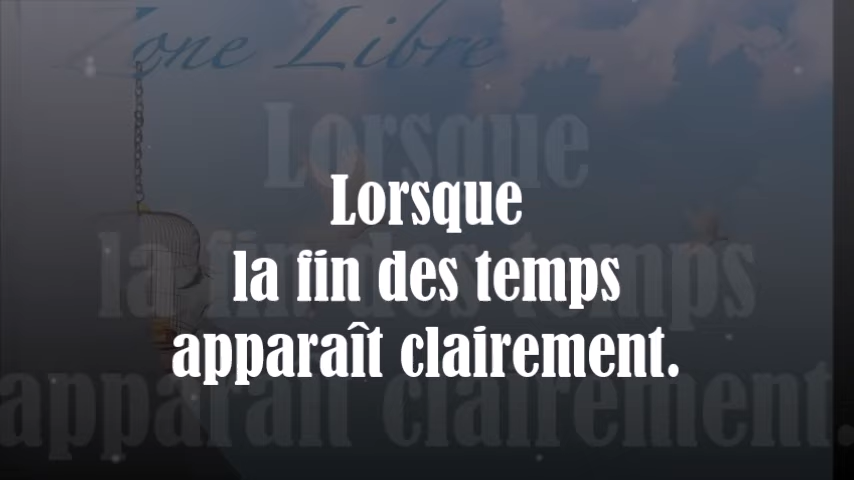 Zone Libre
Lorsque
la fin des temps
apparaît clairement.